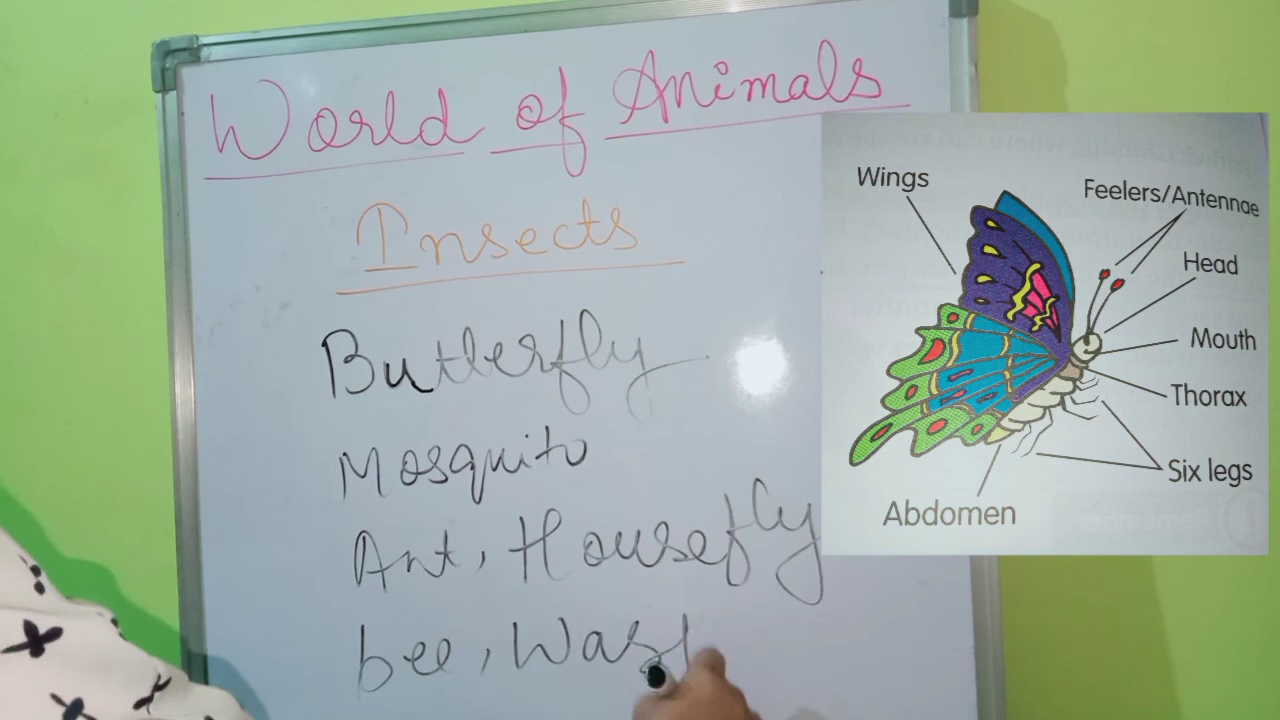 World of Animals
Insects
Butterfly
Mosquito
Ant, Housefly
bee, Wasp
Wings
Feelers/Antennae
Head
Mouth
Thorax
Six legs
Abdomen